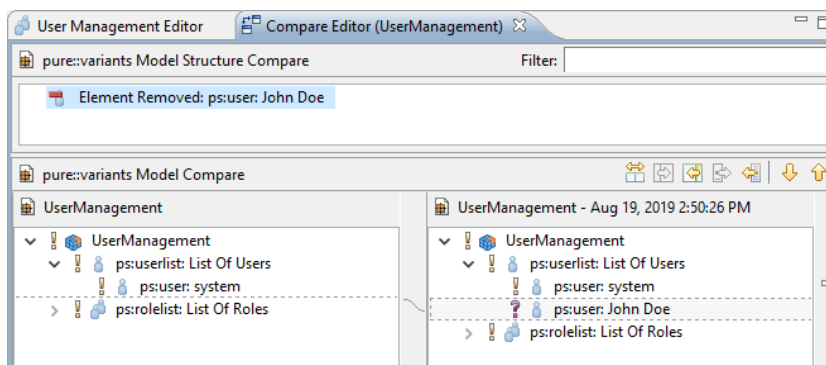 User Management Editor
Compare Editor (UserManagement)
pure::variants Model Structure Compare
Filter:
Element Removed: ps:user: John Doe
pure::variants Model Compare
UserManagement
UserManagement - Aug 19, 2019 2:50:26 PM
UserManagement
ps:userlist: List Of Users
ps:user: system
ps:rolelist: List Of Roles
UserManagement
ps:userlist: List Of Users
ps:user: system
ps:user: John Doe
ps:rolelist: List Of Roles